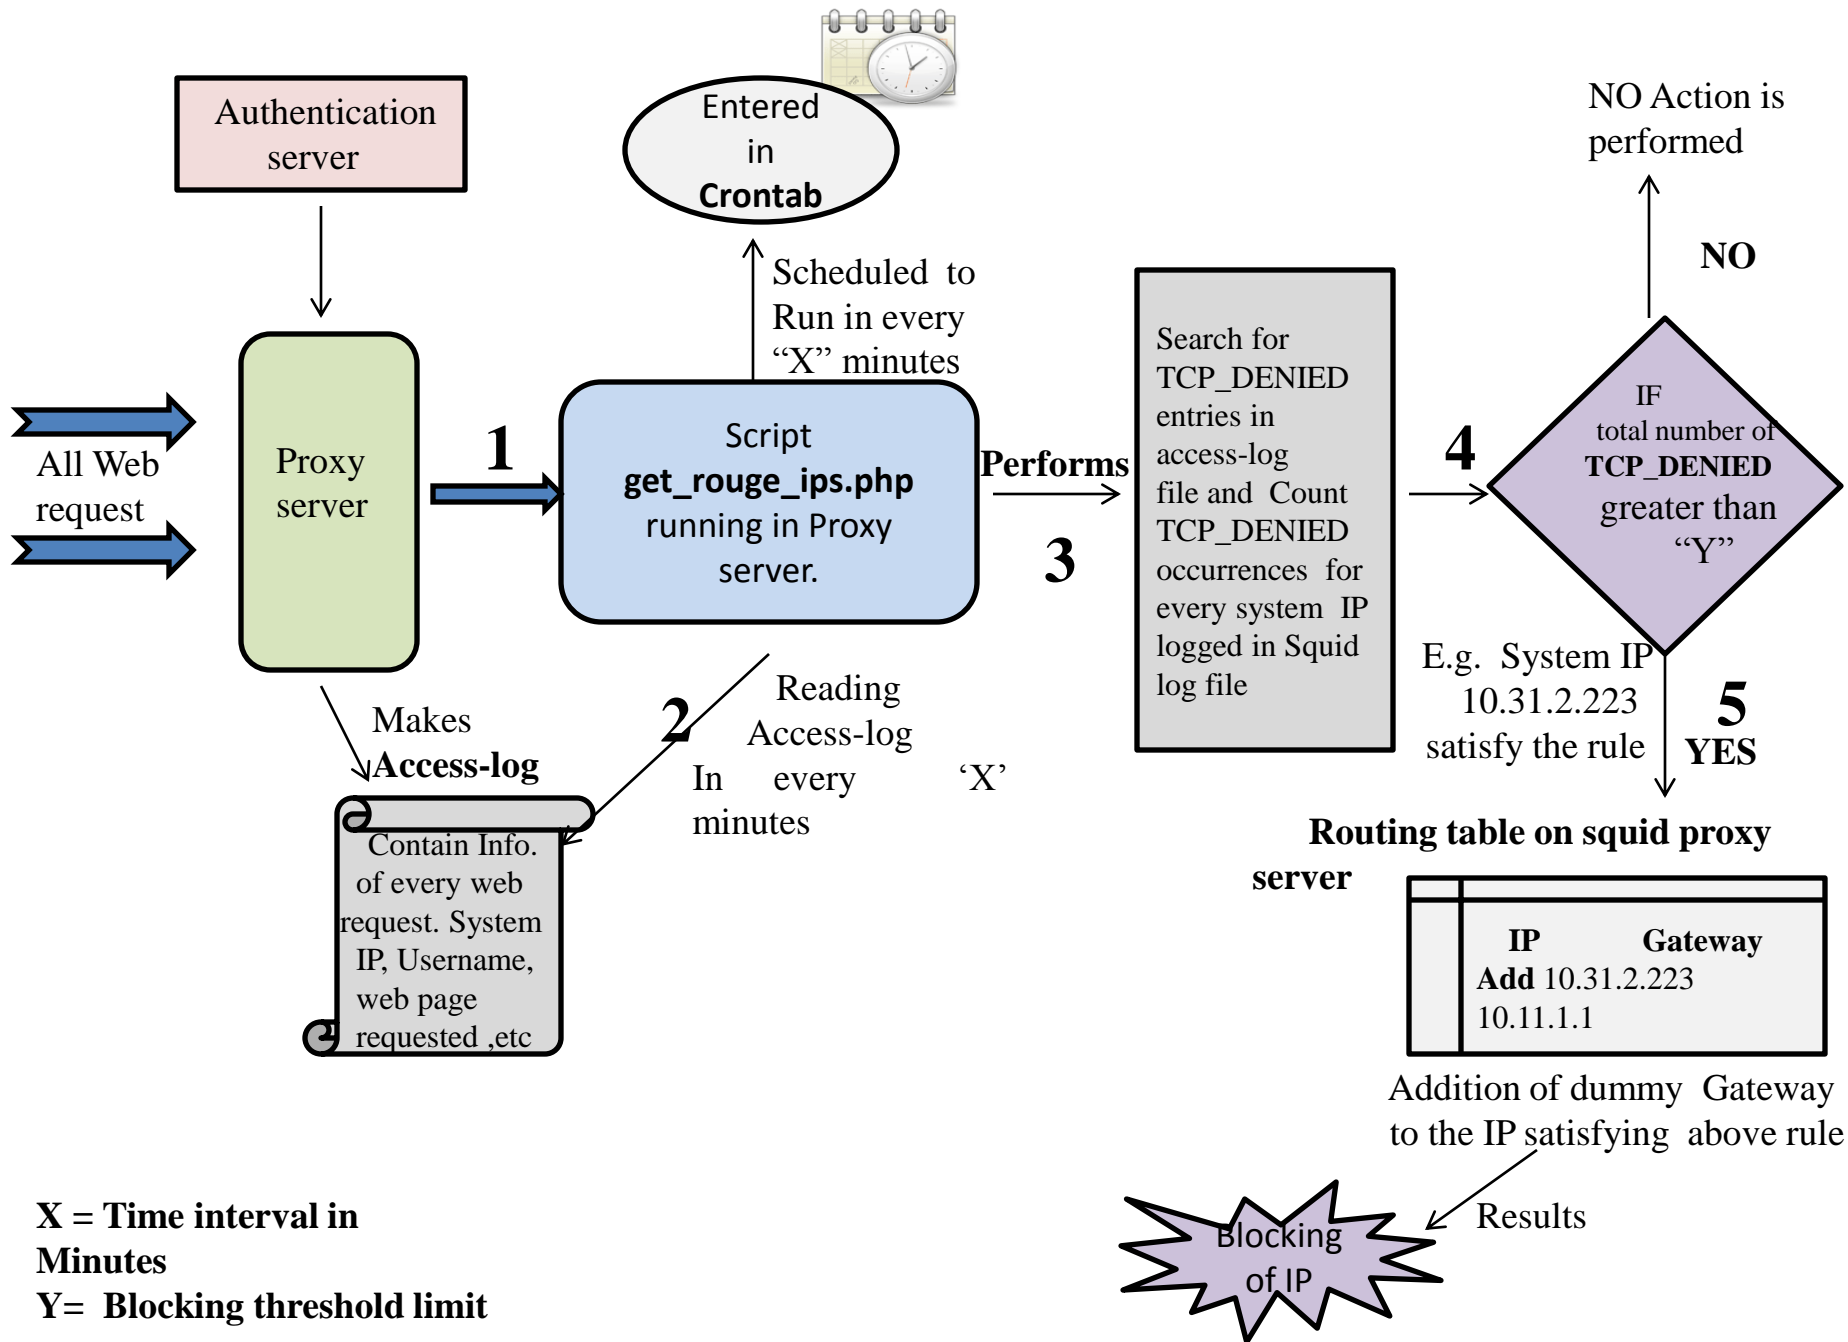 Authentication
server
Entered
in
Crontab
NO Action is
performed
NO
Scheduled to
Run in every
“X” minutes
All Web
request
Proxy
server
1
Script
get_rouge_ips.php
running in Proxy
server.
Performs
3
Search for
TCP_DENIED
entries in
access-log
file and Count
TCP_DENIED
occurrences for
every system IP
logged in Squid
log file
4
IF
total number of
TCP_DENIED
greater than
“Y”
E.g. System IP
10.31.2.223
satisfy the rule
5
YES
Makes
Access-log
2
Reading
Access-log
In every ‘X’
minutes
Contain Info.
of every web
request. System
IP, Username,
web page
requested ,etc
Routing table on squid proxy
server
IP Gateway
Add 10.31.2.223
10.11.1.1
Addition of dummy Gateway
to the IP satisfying above rule
Results
Blocking
of IP
X = Time interval in
Minutes
Y= Blocking threshold limit